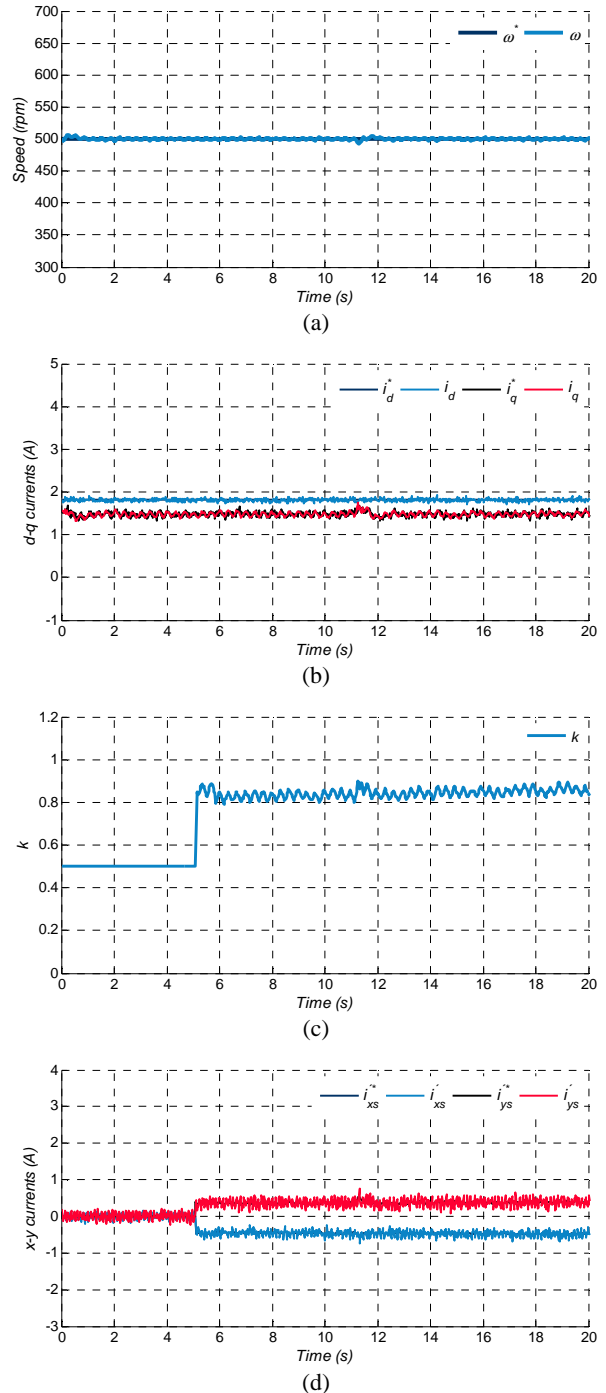 700
650
600
550
500
450
400
350
300
Speed (rpm)
ω* ω
0 2 4 6 8 10 12 14 16 18 20
Time (s)
(a)
5
4
3
2
1
0
-1
d-q currents (A)
i*d id i*q iq
0 2 4 6 8 10 12 14 16 18 20
Time (s)
(b)
1.2
1
0.8
0.6
0.4
0.2
0
k
k
0 2 4 6 8 10 12 14 16 18 20
Time (s)
(c)
4
3
2
1
0
-1
-2
-3
x-y currents (A)
i'*xs i'xs i'*ys i'ys
0 2 4 6 8 10 12 14 16 18 20
Time (s)
(d)